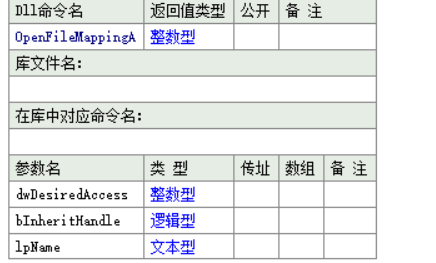 Dll命令名 返回值类型 公开 备 注
OpenFileMappingA 整数型
库文件名：
在库中对应命令名：
参数名 类 型 传址 数组 备 注
dwDesiredAccess 整数型
bInheritHandle 逻辑型
lpName 文本型